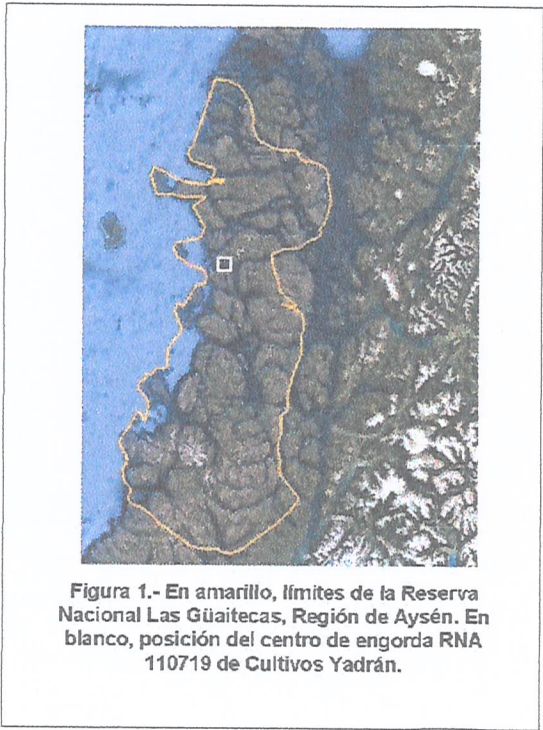 Figura 1.- En amarillo, límites de la Reserva
Nacional Las Güaitecas, Región de Aysén. En
blanco, posición del centro de engorda RNA
110719 de Cultivos Yadrán.